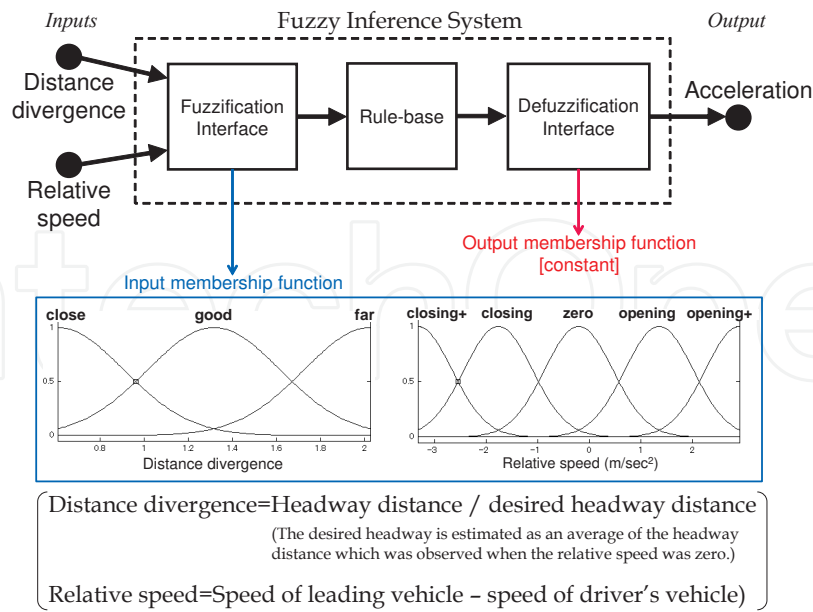 Inputs
Fuzzy Inference System
Output
Distance
divergence
Relative
speed
Fuzzification
Interface
Rule-base
Defuzzification
Interface
Acceleration
Output membership function
[constant]
Input membership function
close good far
1
0.5
0
0.8 1 1.2 1.4 1.6 1.8 2
Distance divergence
closing+ closing zero opening opening+
1
0.5
0
-3 -2 -1 0 1 2
Relative speed (m/sec2)
Distance divergence=Headway distance / desired headway distance
(The desired headway is estimated as an average of the headway
distance which was observed when the relative speed was zero.)
Relative speed=Speed of leading vehicle – speed of driver's vehicle)